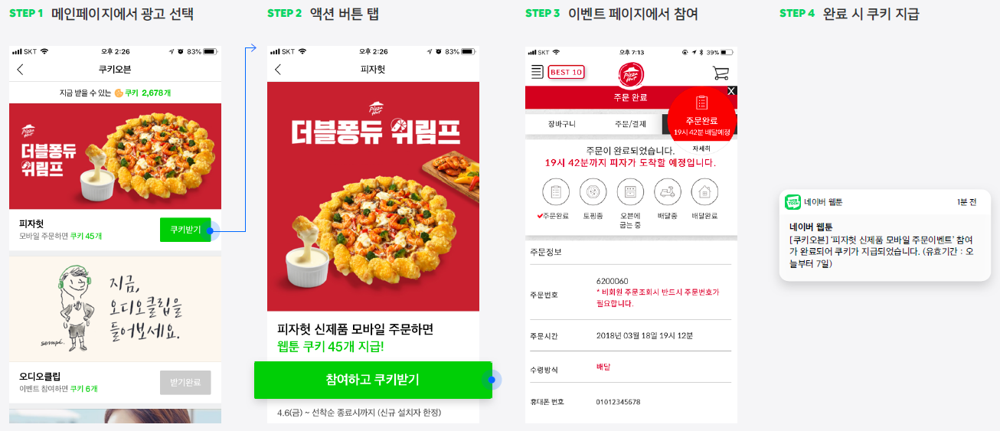 STEP 1 메인페이지에서 광고 선택
SKT 오후 2:26 83%
쿠키오븐
지금 받을 수 있는 쿠키 2,678개
Pizza Hut
더블퐁듀
쉬림프
피자헛
모바일 주문하면 쿠키 45개
쿠키받기
지금,
오디오클립을
들어보세요.
sempé.
오디오클립
이벤트 참여하면 쿠키 6개
받기완료
STEP 2 액션 버튼 탭
SKT 오후 2:26 83%
피자헛
Pizza Hut
더블퐁듀 쉬림프
피자헛 신제품 모바일 주문하면
웹툰 쿠키 45개 지급!
참여하고 쿠키받기
4.6(금) ~ 선착순 종료시까지 (신규 설치자 한정)
STEP 3 이벤트 페이지에서 참여
SKT 오후 7:13 39%
BEST 10
Pizza Hut
주문 완료
X
장바구니 주문/결제
주문완료
19시 42분 배달예정
자세히
주문이 완료되었습니다.
19시 42분까지 피자가 도착할 예정입니다.
주문완료 토핑중 오븐에 굽는 중 배달중 배달완료
주문정보
주문번호
6200060
* 비회원 주문조회시 반드시 주문번호가
필요합니다.
주문시간 2018년 03월 18일 19시 12분
수령방식 배달
휴대폰 번호 01012345678
STEP 4 완료 시 쿠키 지급
WEB TOON
네이버 웹툰 1분 전
네이버 웹툰
[쿠키오븐] '피자헛 신제품 모바일 주문이벤트' 참여
가 완료되어 쿠키가 지급되었습니다. (유효기간 : 오
늘부터 7일)